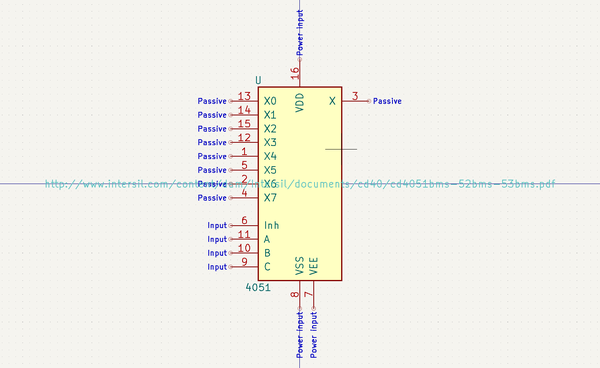 Power input
16
U
VDD
Passive 13 X0
X 3 Passive
Passive 14 X1
Passive 15 X2
Passive 12 X3
Passive 1 X4
Passive 5 X5
Passive 2 X6
http://www.intersil.com/content/dam/Intersil/documents/cd40/cd4051bms-52bms-53bms.pdf
Passive 4 X7
Input 6 Inh
Input 11 A
Input 10 B
Input 9 C
VSS
VEE
4051
8
7
Power input
Power input